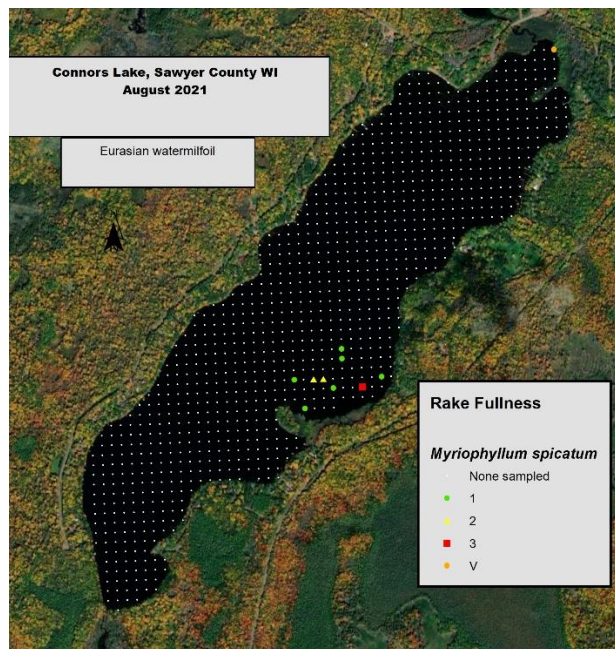 Connors Lake, Sawyer County WI
August 2021
Eurasian watermilfoil
Rake Fullness
Myriophyllum spicatum
None sampled
1
2
3
V